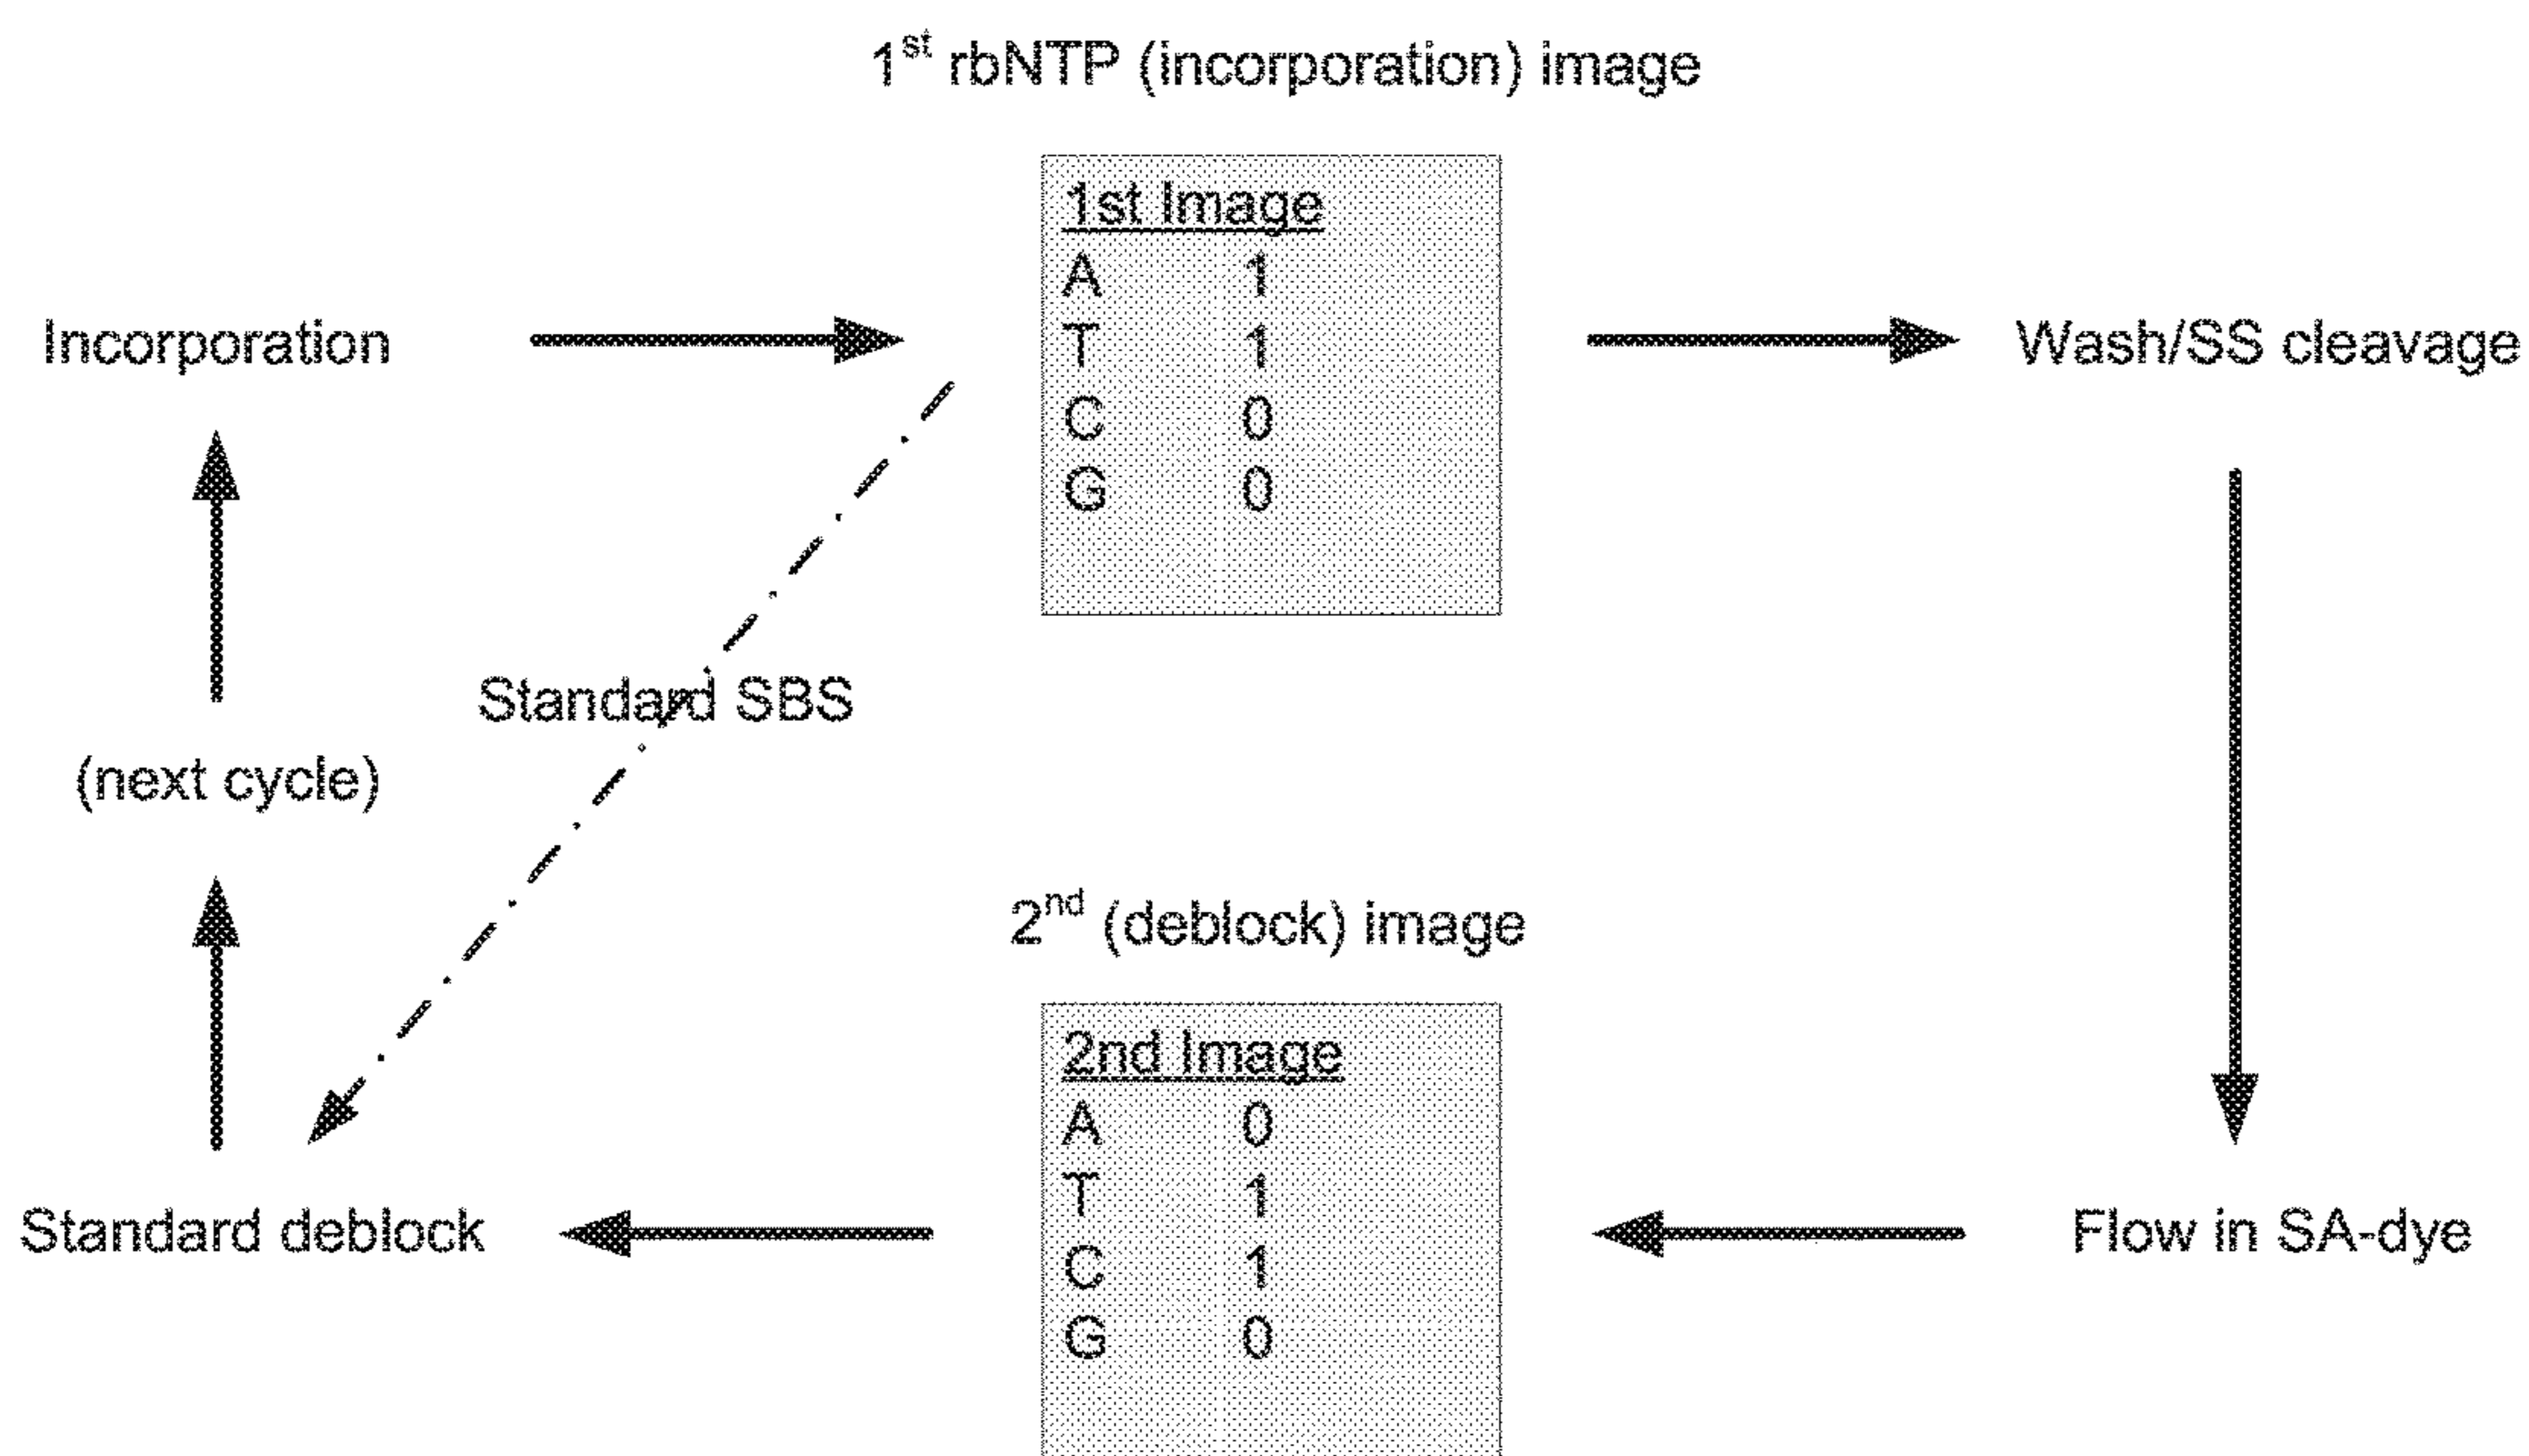 1st rbNTP (incorporation) image
1st Image
A 1
T 1
C 0
G 0
Incorporation
Wash/SS cleavage
Standard SBS
(next cycle)
2nd (deblock) image
2nd Image
A 0
T 1
C 1
G 0
Standard deblock
Flow in SA-dye